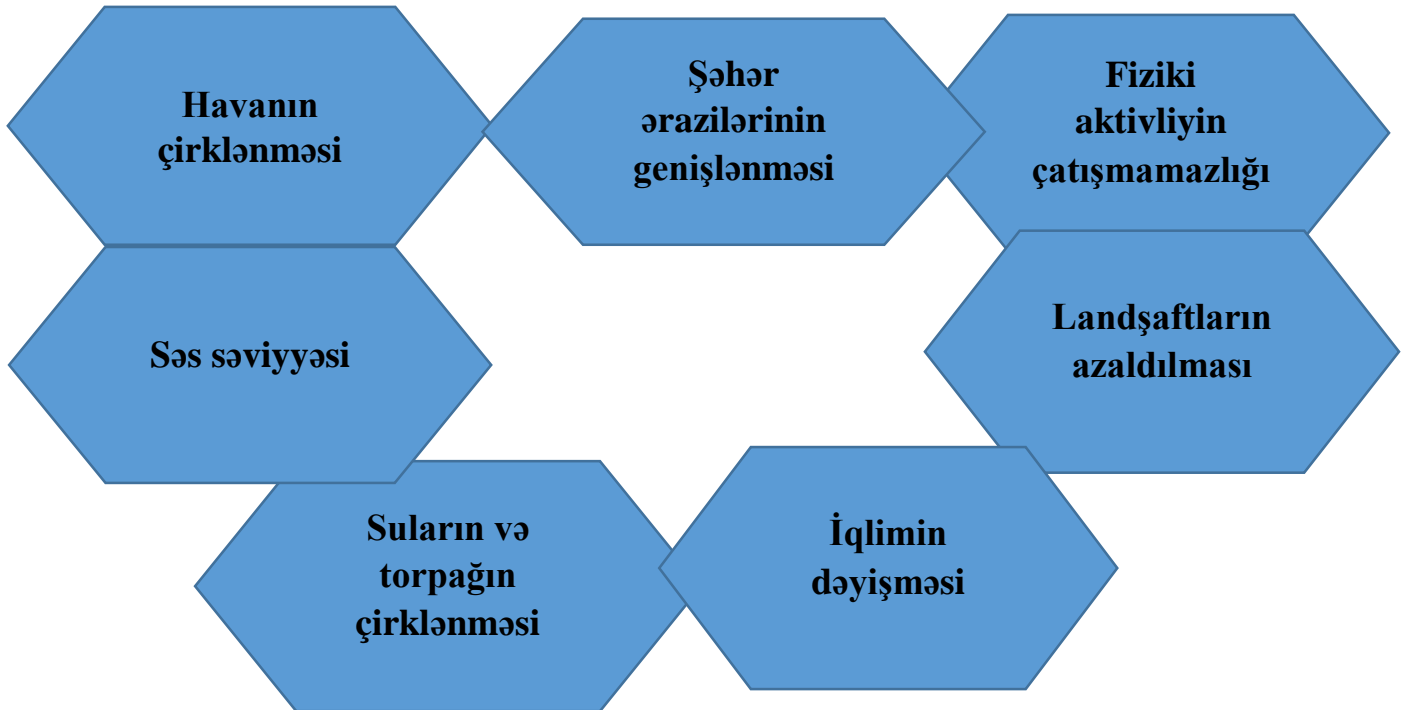 Havanın
çirklənməsi
Şəhər
ərazilərinin
genişlənməsi
Fiziki
aktivliyin
çatışmamazlığı
Səs səviyyəsi
Landşaftların
azaldılması
Suların və
torpağın
çirklənməsi
İqlimin
dəyişməsi